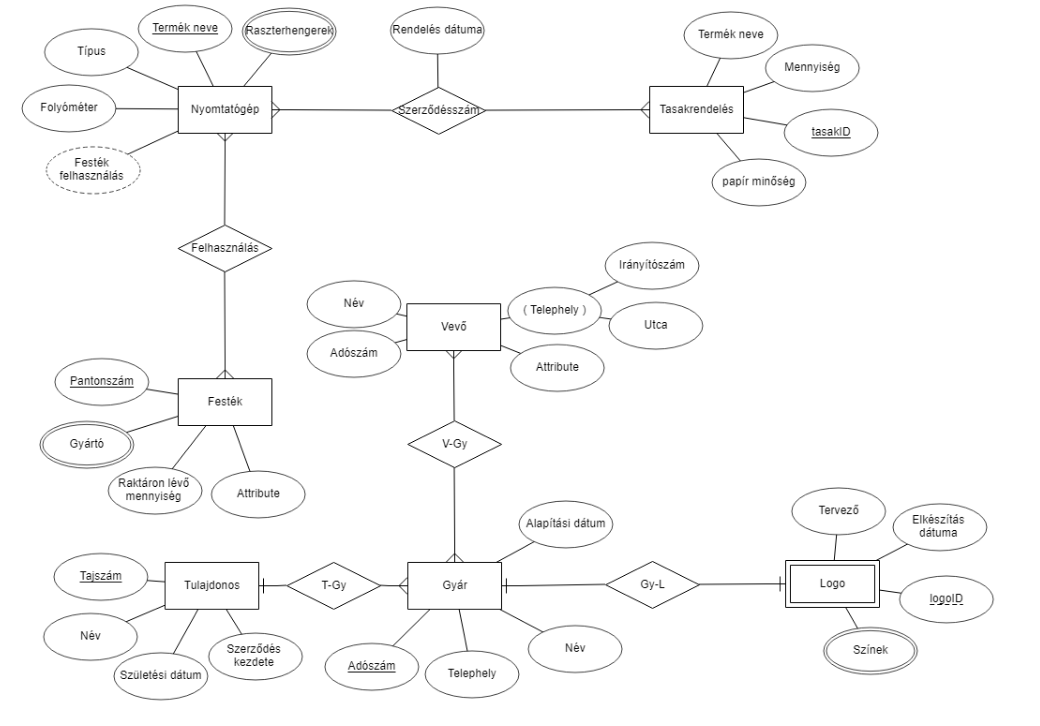 Termék neve
Raszterhengerek
Rendelés dátuma
Termék neve
Típus
Mennyiség
Folyóméter
Nyomtatógép
Szerződésszám
Tasakrendelés
tasakID
Festék
felhasználás
papír minőség
Felhasználás
Irányítószám
Név
( Telephely )
Vevő
Utca
Adószám
Attribute
Pantonszám
Festék
Gyártó
V-Gy
Raktáron lévő
mennyiség
Attribute
Alapítási dátum
Tervező
Elkészítás
dátuma
Tajszám
Tulajdonos
T-Gy
Gyár
Gy-L
Logo
logoID
Név
Szerződés
kezdete
Név
Színek
Születési dátum
Adószám
Telephely